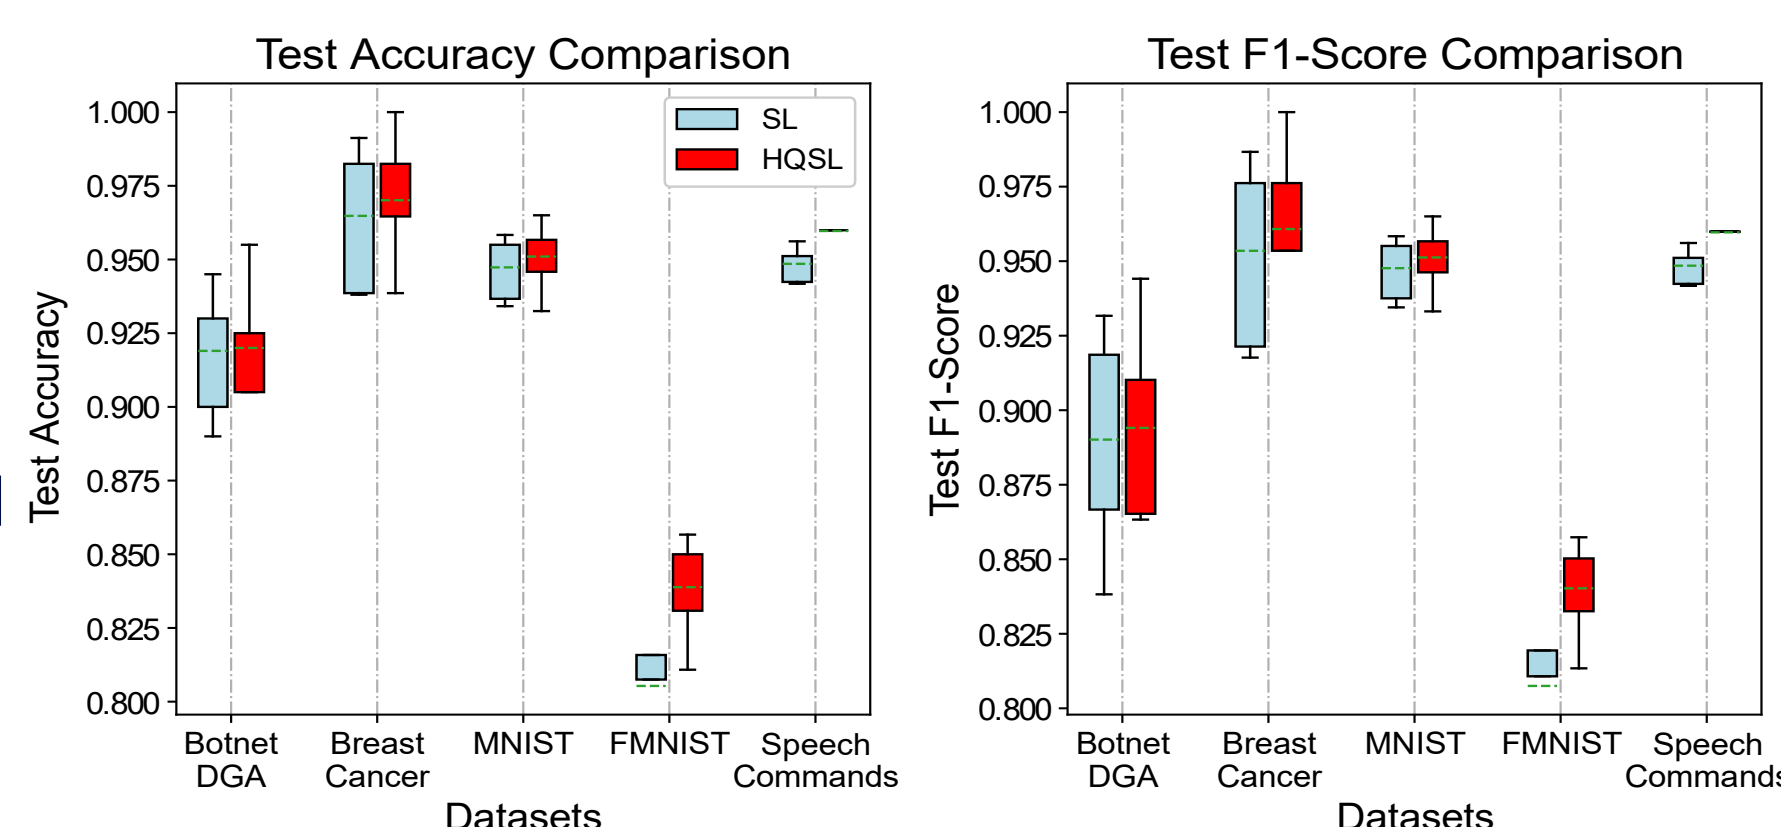 Test Accuracy Comparison
Test Accuracy
1.000
0.975
0.950
0.925
0.900
0.875
0.850
0.825
0.800
SL
HQSL
Botnet DGA
Breast Cancer
MNIST
FMNIST
Speech Commands
Datasets
Test F1-Score Comparison
Test F1-Score
1.000
0.975
0.950
0.925
0.900
0.875
0.850
0.825
0.800
Botnet DGA
Breast Cancer
MNIST
FMNIST
Speech Commands
Datasets